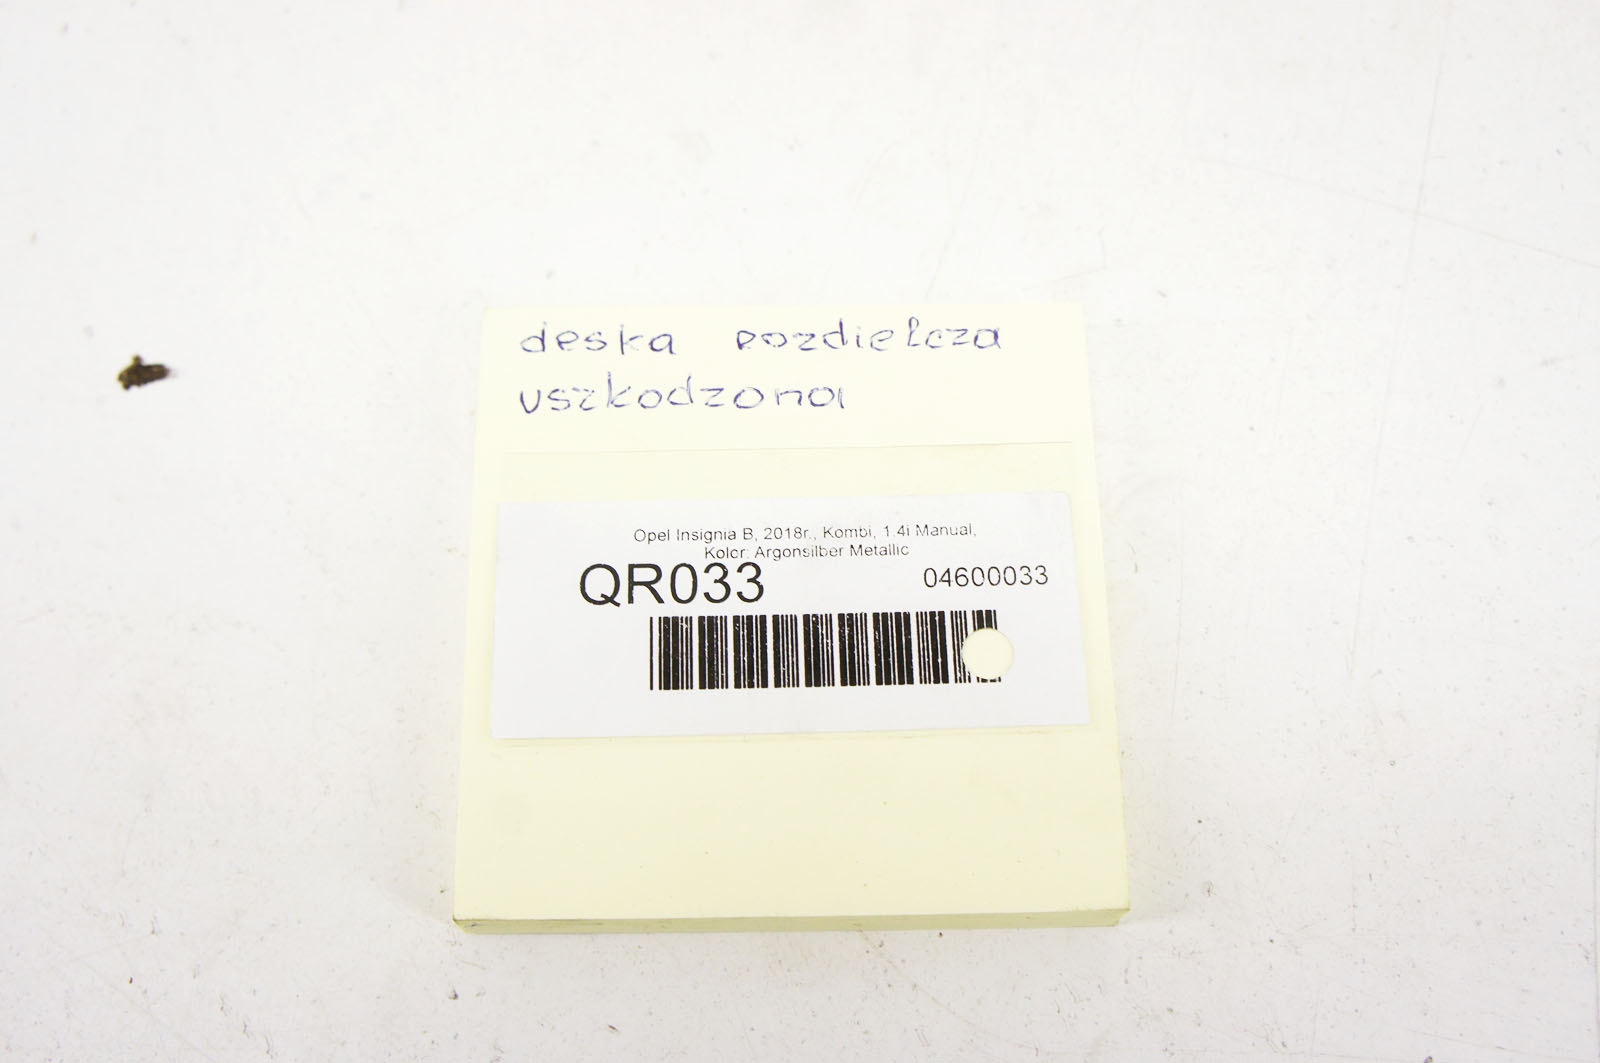 deska rozdielcza
uszkodzona
Opel Insignia B, 2018r., Kombi, 1.4i Manual,
Kolor: Argonsilber Metallic
QR033
04600033